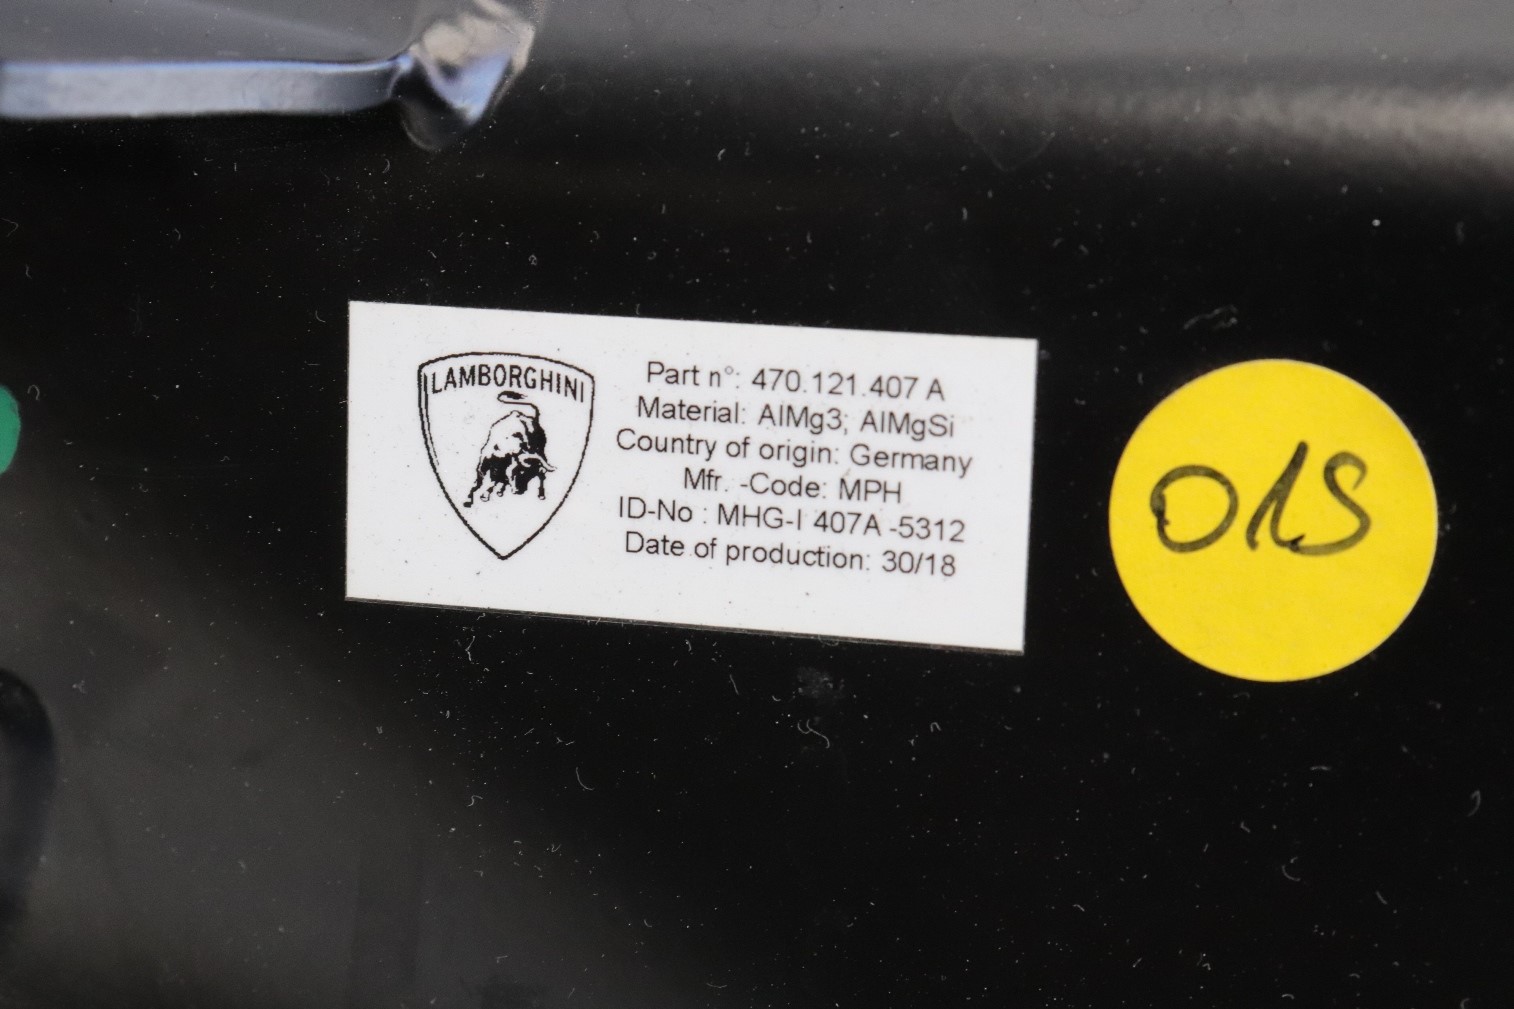 LAMBORGHINI
Part n°: 470.121.407 A
Material: AlMg3; AlMgSi
Country of origin: Germany
Mfr. -Code: MPH
ID-No : MHG-I 407A -5312
Date of production: 30/18